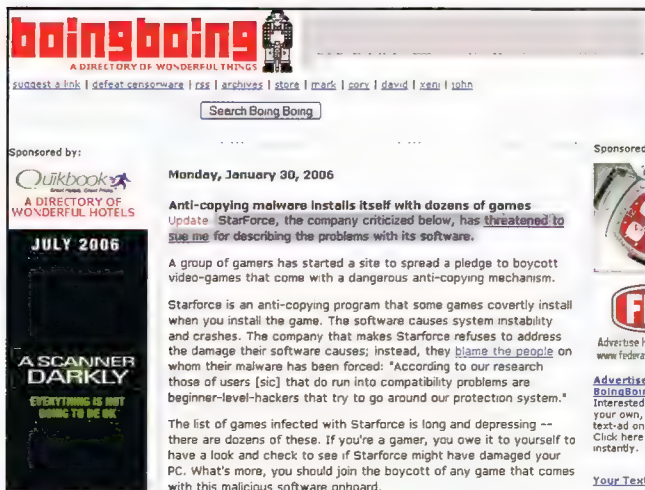 boingboing
A DIRECTORY OF WONDERFUL THINGS
suggest a link | defeat censorware | rss | archives | store | mark | cory | david | xeni | john
Search Boing Boing
Sponsored by:
Quikbook
A DIRECTORY OF
WONDERFUL HOTELS
JULY 2006
A SCANNER
DARKLY
EVERYTHING IS NOT
GOING TO BE OK
Monday, January 30, 2006
Anti-copying malware installs itself with dozens of games
Update StarForce, the company criticized below, has threatened to
sue me for describing the problems with its software.
A group of gamers has started a site to spread a pledge to boycott
video-games that come with a dangerous anti-copying mechanism.
Starforce is an anti-copying program that some games covertly install
when you install the game. The software causes system instability
and crashes. The company that makes Starforce refuses to address
the damage their software causes; instead, they blame the people on
whom their malware has been forced: "According to our research
those of users [sic] that do run into compatibility problems are
beginner-level-hackers that try to go around our protection system."
The list of games infected with Starforce is long and depressing --
there are dozens of these. If you're a gamer, you owe it to yourself to
have a look and check to see if Starforce might have damaged your
PC. What's more, you should join the boycott of any game that comes
with this malicious software onboard.
Sponsored
Advertise
www federa
Advertise
BoingBoin
Interested
your own,
text-ad on
Click here
instantly.
Your Text